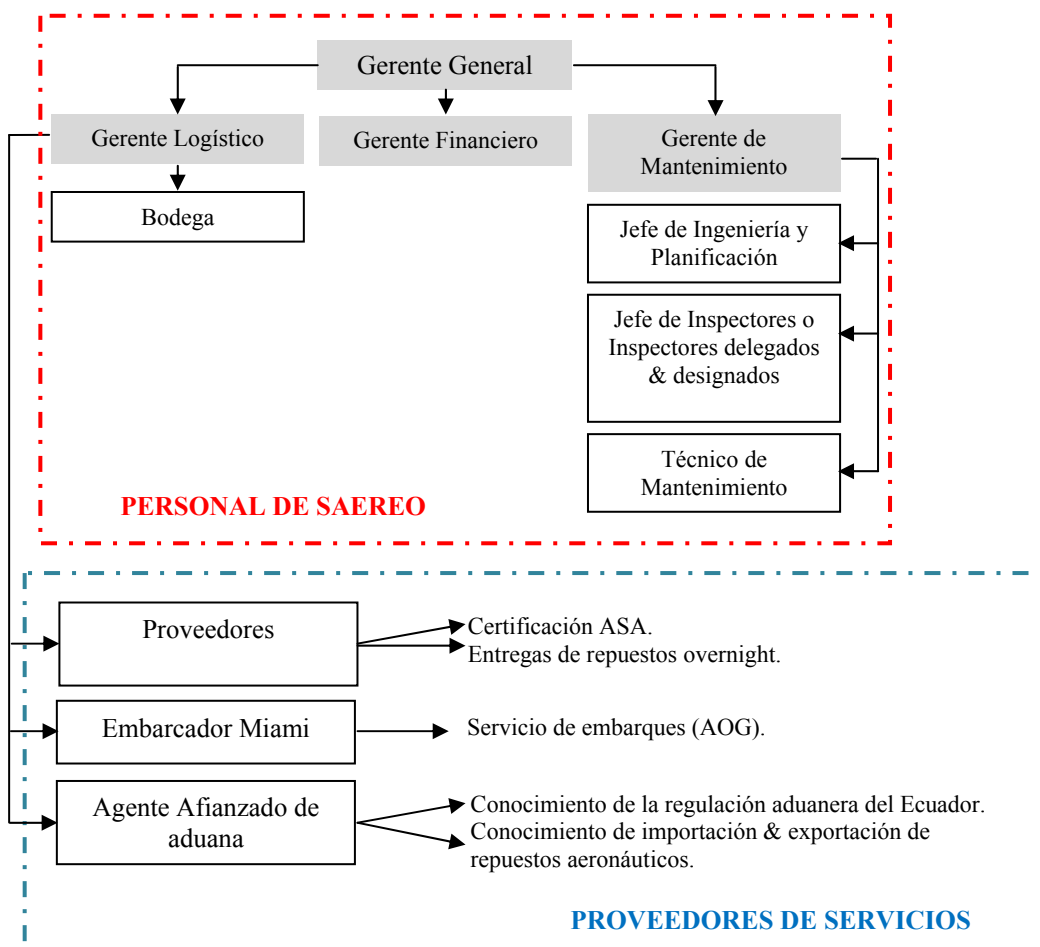 Gerente General
Gerente Logístico
Gerente Financiero
Gerente de
Mantenimiento
Bodega
Jefe de Ingeniería y
Planificación
Jefe de Inspectores o
Inspectores delegados
& designados
Técnico de
Mantenimiento
PERSONAL DE SAEREO
Proveedores
Certificación ASA.
Entregas de repuestos overnight.
Embarcador Miami
Servicio de embarques (AOG).
Agente Afianzado de
aduana
Conocimiento de la regulación aduanera del Ecuador.
Conocimiento de importación & exportación de
repuestos aeronáuticos.
PROVEEDORES DE SERVICIOS